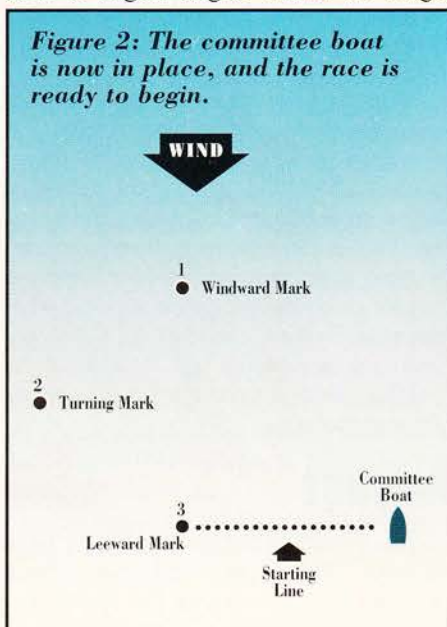 Figure 2: The committee boat
is now in place, and the race is
ready to begin.
WIND
1
Windward Mark
2
Turning Mark
3
Leeward Mark
Committee
Boat
Starting
Line